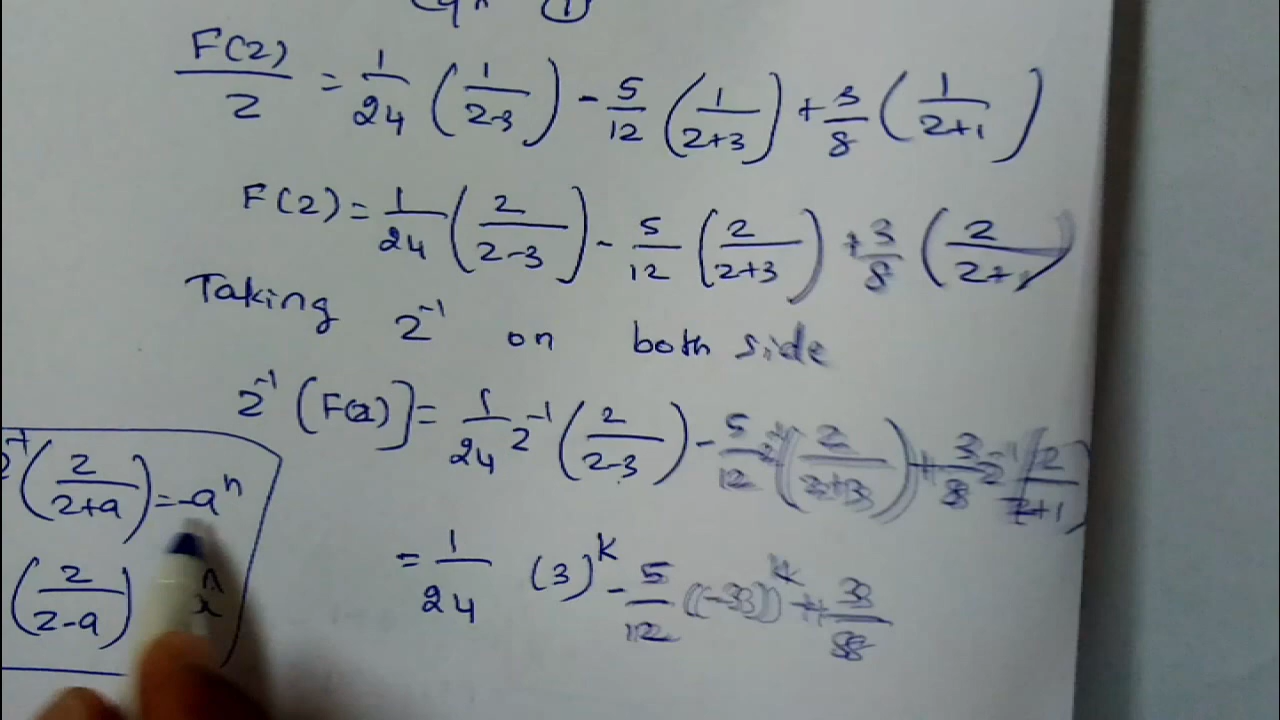 ①
F(z)/z = 1/24 (1/(z-3)) - 5/12 (1/(z+3)) + 3/8 (1/(z+1))
F(z) = 1/24 (z/(z-3)) - 5/12 (z/(z+3)) + 3/8 (z/(z+1))
Taking z⁻¹ on both side
z⁻¹ (F(z)] = 1/24 z⁻¹ (z/(z-3)) - 5/12 z⁻¹ (z/(z+3)) + 3/8 z⁻¹ (z/(z+1))
= 1/24 (3)^k - 5/12 (-3)^k + 3/8
z⁻¹ (z/(z+a)) = -a^n
(z/(z-a))